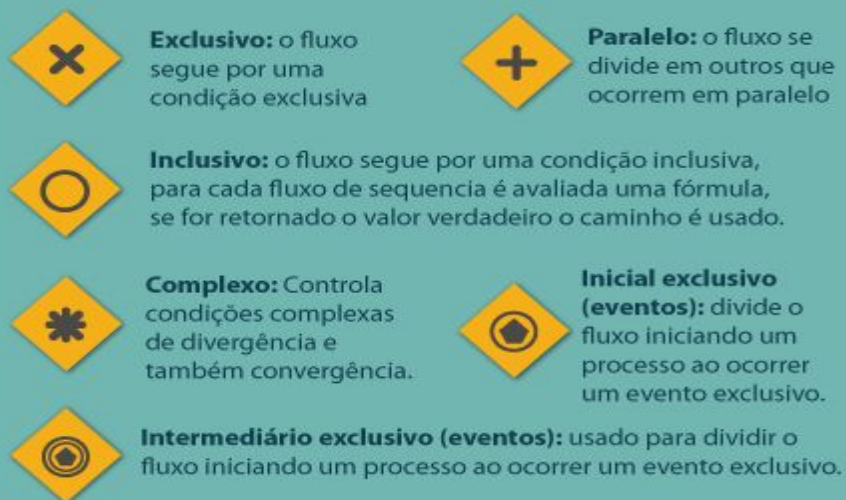 Exclusivo: o fluxo
segue por uma
condição exclusiva
Paralelo: o fluxo se
divide em outros que
ocorrem em paralelo
Inclusivo: o fluxo segue por uma condição inclusiva,
para cada fluxo de sequencia é avaliada uma fórmula,
se for retornado o valor verdadeiro o caminho é usado.
Complexo: Controla
condições complexas
de divergência e
também convergência.
Inicial exclusivo
(eventos): divide o
fluxo iniciando um
processo ao ocorrer
um evento exclusivo.
Intermediário exclusivo (eventos): usado para dividir o
fluxo iniciando um processo ao ocorrer um evento exclusivo.